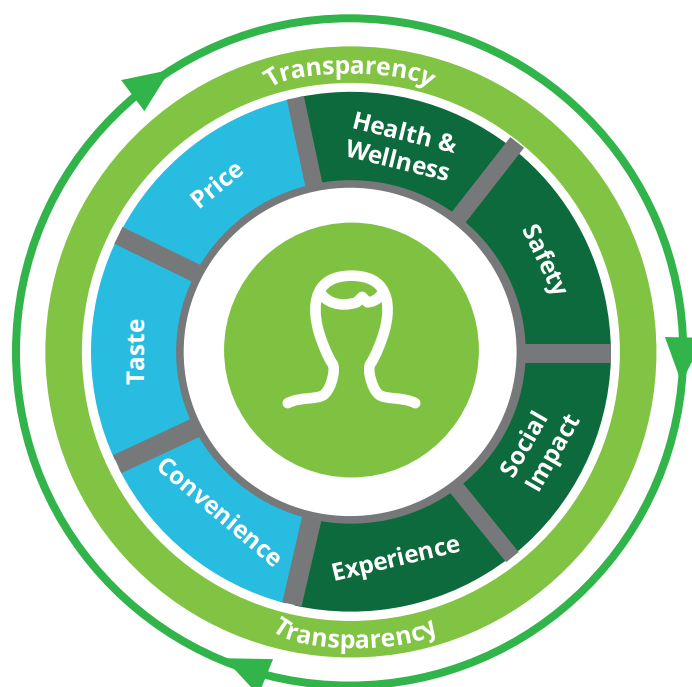 Transparency
Health &
Wellness
Safety
Social
Impact
Experience
Convenience
Taste
Price
Transparency